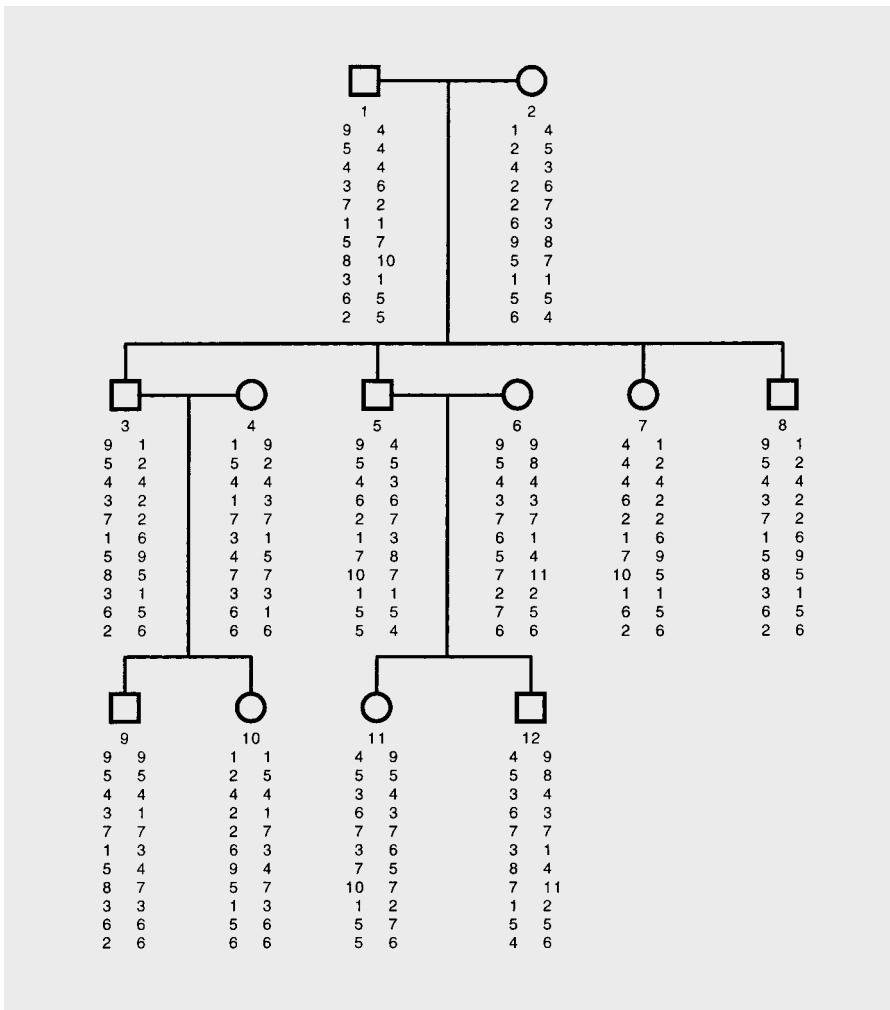 1 2
9 4 1 4
5 4 2 5
4 4 4 3
3 6 2 6
7 2 2 7
1 1 6 3
5 7 9 8
8 10 5 7
3 1 1 1
6 5 5 5
2 5 6 4
3 4 5 6 7 8
9 1 1 9 9 4 9 9 4 1 9 1
5 2 5 2 5 5 5 8 4 2 5 2
4 4 4 4 4 3 4 4 4 4 4 4
3 2 1 3 6 6 3 3 6 2 3 2
7 2 7 7 2 7 7 7 2 2 7 2
1 6 3 1 1 3 6 1 1 6 1 6
5 9 4 5 7 8 5 4 7 9 5 9
8 5 7 7 10 7 7 11 10 5 8 5
3 1 3 3 1 1 2 2 1 1 3 1
6 5 6 1 5 5 7 5 6 5 6 5
2 6 6 6 5 4 6 6 2 6 2 6
9 10 11 12
9 9 1 1 4 9 4 9
5 5 2 5 5 5 5 8
4 4 4 4 3 4 3 4
3 1 2 1 6 3 6 3
7 7 2 7 7 7 7 7
1 3 6 3 3 6 3 1
5 4 9 4 7 5 8 4
8 7 5 7 10 7 7 11
3 3 1 3 1 2 1 2
6 6 5 6 5 7 5 5
2 6 6 6 5 6 4 6